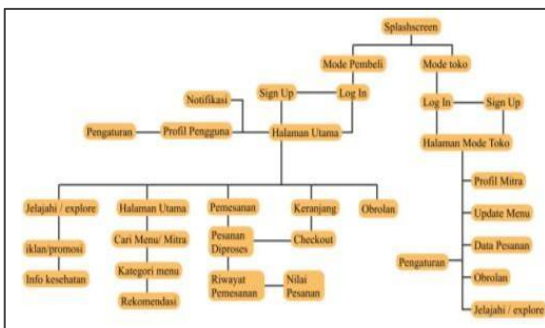 Splashscreen
Mode Pembeli
Mode toko
Notifikasi
Sign Up
Log In
Log In
Sign Up
Pengaturan
Profil Pengguna
Halaman Utama
Halaman Mode Toko
Profil Mitra
Jelajahi / explore
Halaman Utama
Pemesanan
Keranjang
Obrolan
Update Menu
iklan/promosi
Cari Menu/ Mitra
Pesanan
Diproses
Checkout
Data Pesanan
Pengaturan
Info kesehatan
Kategori menu
Riwayat
Pemesanan
Nilai
Pesanan
Obrolan
Rekomendasi
Jelajahi / explore